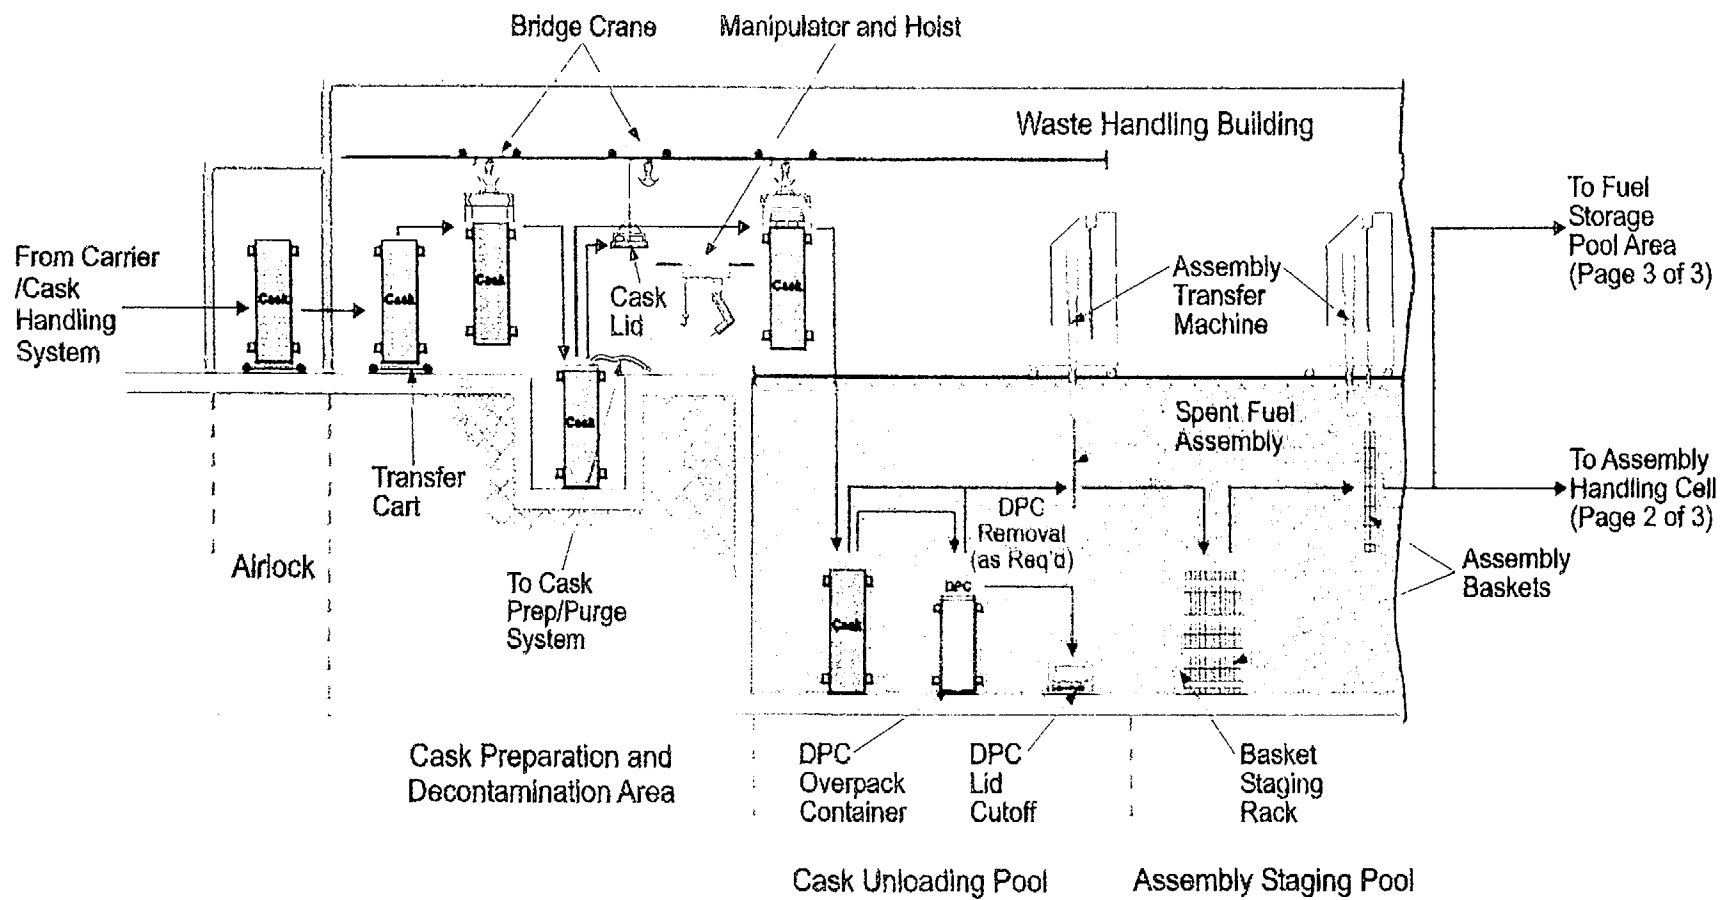 Bridge Crane
Manipulator and Hoist
Waste Handling Building
To Fuel
Storage
Pool Area
(Page 3 of 3)
From Carrier
/Cask
Handling
System
Cask
Cask
Cask
Cask
Cask
Lid
Assembly
Transfer
Machine
Cask
Spent Fuel
Assembly
Transfer
Cart
To Assembly
Handling Cell
(Page 2 of 3)
DPC
Removal
(as Req'd)
Airlock
To Cask
Prep/Purge
System
Assembly
Baskets
DPC
Cask
Cask Preparation and
Decontamination Area
DPC
Overpack
Container
DPC
Lid
Cutoff
Basket
Staging
Rack
Cask Unloading Pool
Assembly Staging Pool